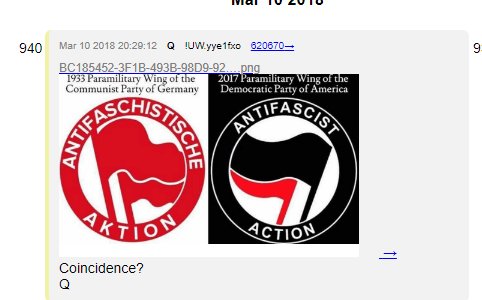 Mar 10 2018
940
9
Mar 10 2018 20:29:12 Q !UW.yye1fxo 620670→
BC185452-3F1B-493B-98D9-92….png
1933 Paramilitary Wing of the
Communist Party of Germany
ANTIFASCHISTISCHE
AKTION
2017 Paramilitary Wing of the
Democratic Party of America
ANTIFASCIST
ACTION
→
Coincidence?
Q